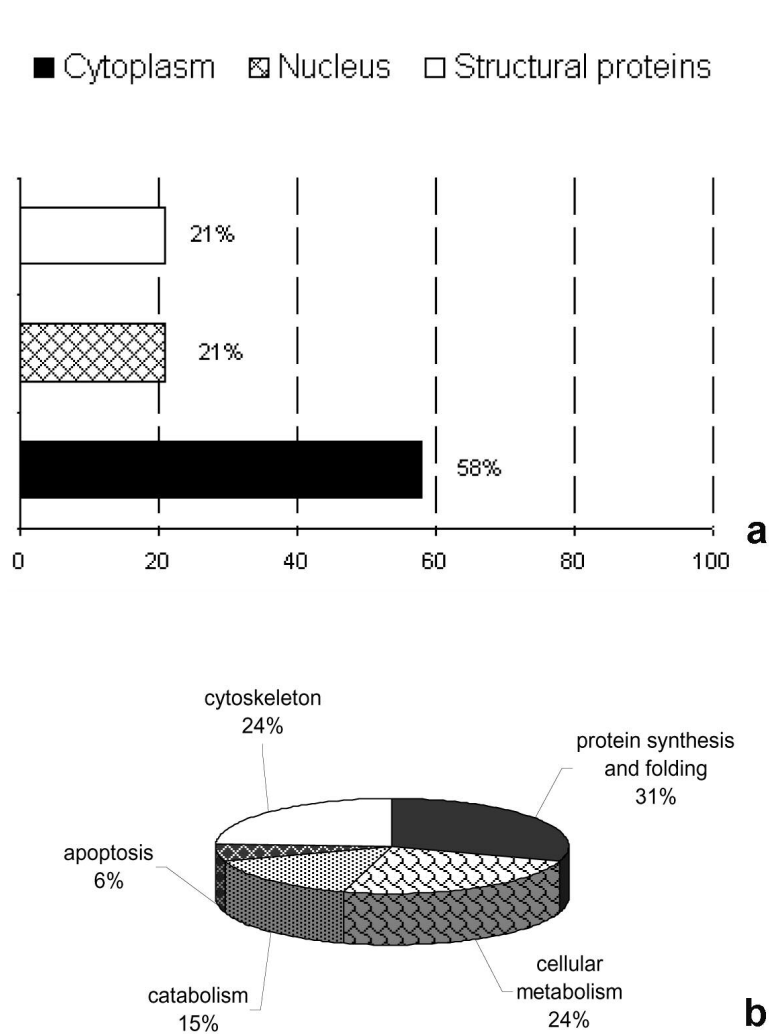 Cytoplasm Nucleus Structural proteins
21%
21%
58%
0 20 40 60 80 100
a
cytoskeleton
24%
protein synthesis
and folding
31%
apoptosis
6%
catabolism
15%
cellular
metabolism
24%
b